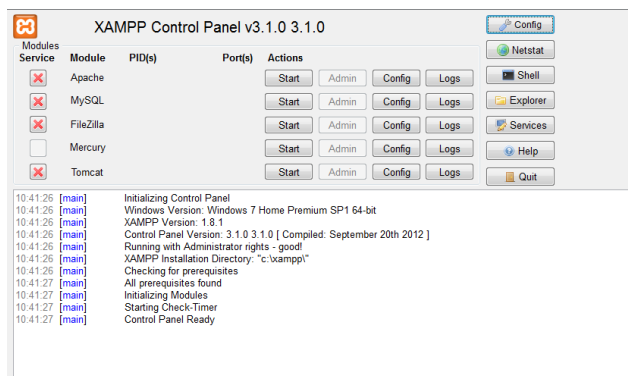 XAMPP Control Panel v3.1.0 3.1.0
Config
Modules
Service Module PID(s) Port(s) Actions
Netstat
Apache Start Admin Config Logs
Shell
MySQL Start Admin Config Logs
Explorer
FileZilla Start Admin Config Logs
Services
Mercury Start Admin Config Logs
Help
Tomcat Start Admin Config Logs
Quit
10:41:26 [main] Initializing Control Panel
10:41:26 [main] Windows Version: Windows 7 Home Premium SP1 64-bit
10:41:26 [main] XAMPP Version: 1.8.1
10:41:26 [main] Control Panel Version: 3.1.0 3.1.0 [ Compiled: September 20th 2012 ]
10:41:26 [main] Running with Administrator rights - good!
10:41:26 [main] XAMPP Installation Directory: "c:\xampp\"
10:41:26 [main] Checking for prerequisites
10:41:27 [main] All prerequisites found
10:41:27 [main] Initializing Modules
10:41:27 [main] Starting Check-Timer
10:41:27 [main] Control Panel Ready